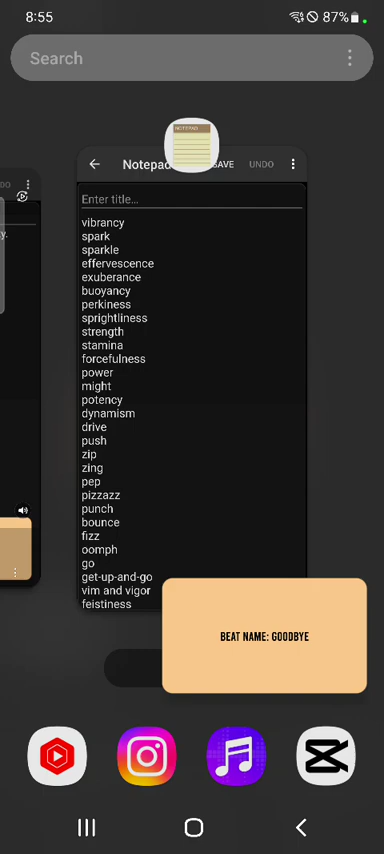 8:55
87%
Search
NOTEPAD
DO
Notepad
SAVE
UNDO
Enter title...
y.
vibrancy
spark
sparkle
effervescence
exuberance
buoyancy
perkiness
sprightliness
strength
stamina
forcefulness
power
might
potency
dynamism
drive
push
zip
zing
pep
pizzazz
punch
bounce
fizz
oomph
go
get-up-and-go
vim and vigor
feistiness
BEAT NAME: GOODBYE